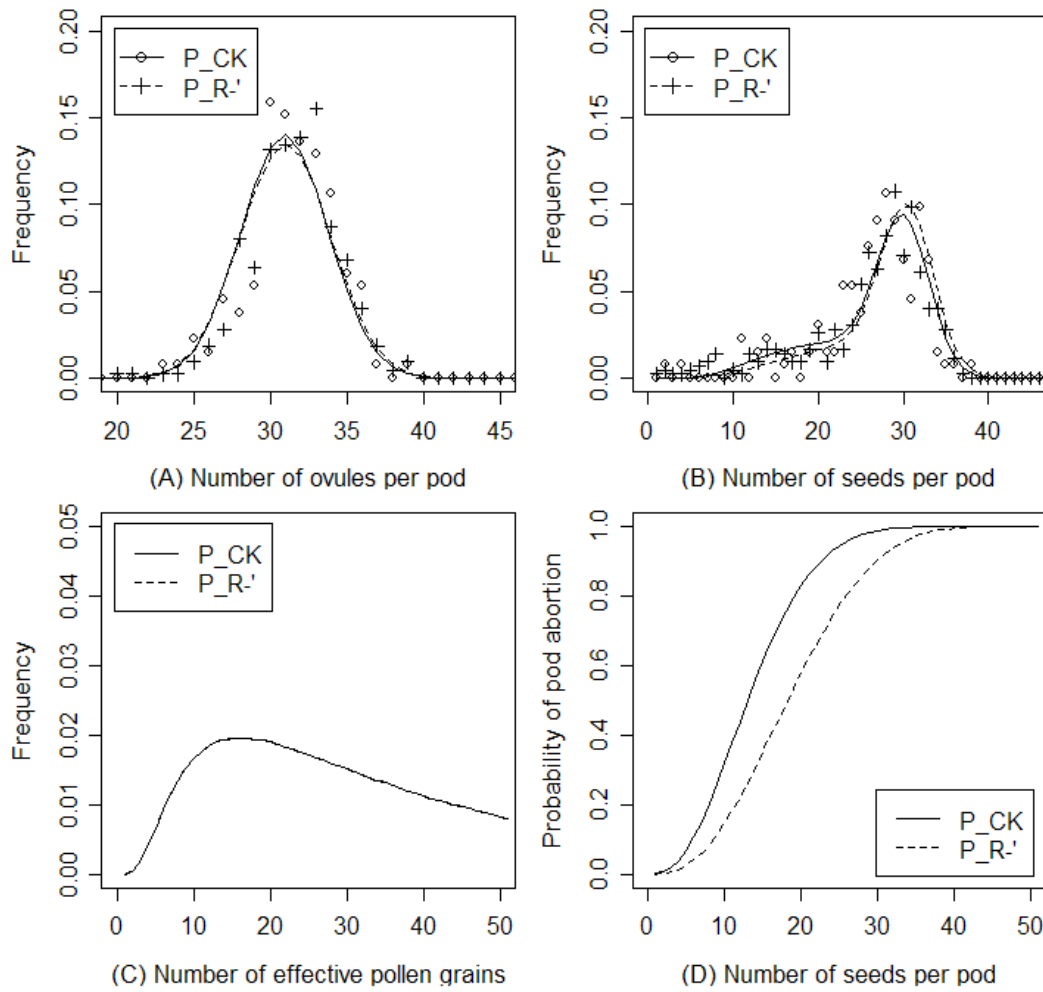 P_CK
P_R-'
Frequency
0.00 0.05 0.10 0.15 0.20
20 25 30 35 40 45
(A) Number of ovules per pod
P_CK
P_R-'
Frequency
0.00 0.05 0.10 0.15 0.20
0 10 20 30 40
(B) Number of seeds per pod
P_CK
P_R-'
Frequency
0.00 0.01 0.02 0.03 0.04 0.05
0 10 20 30 40 50
(C) Number of effective pollen grains
P_CK
P_R-'
Probability of pod abortion
0.0 0.2 0.4 0.6 0.8 1.0
0 10 20 30 40 50
(D) Number of seeds per pod